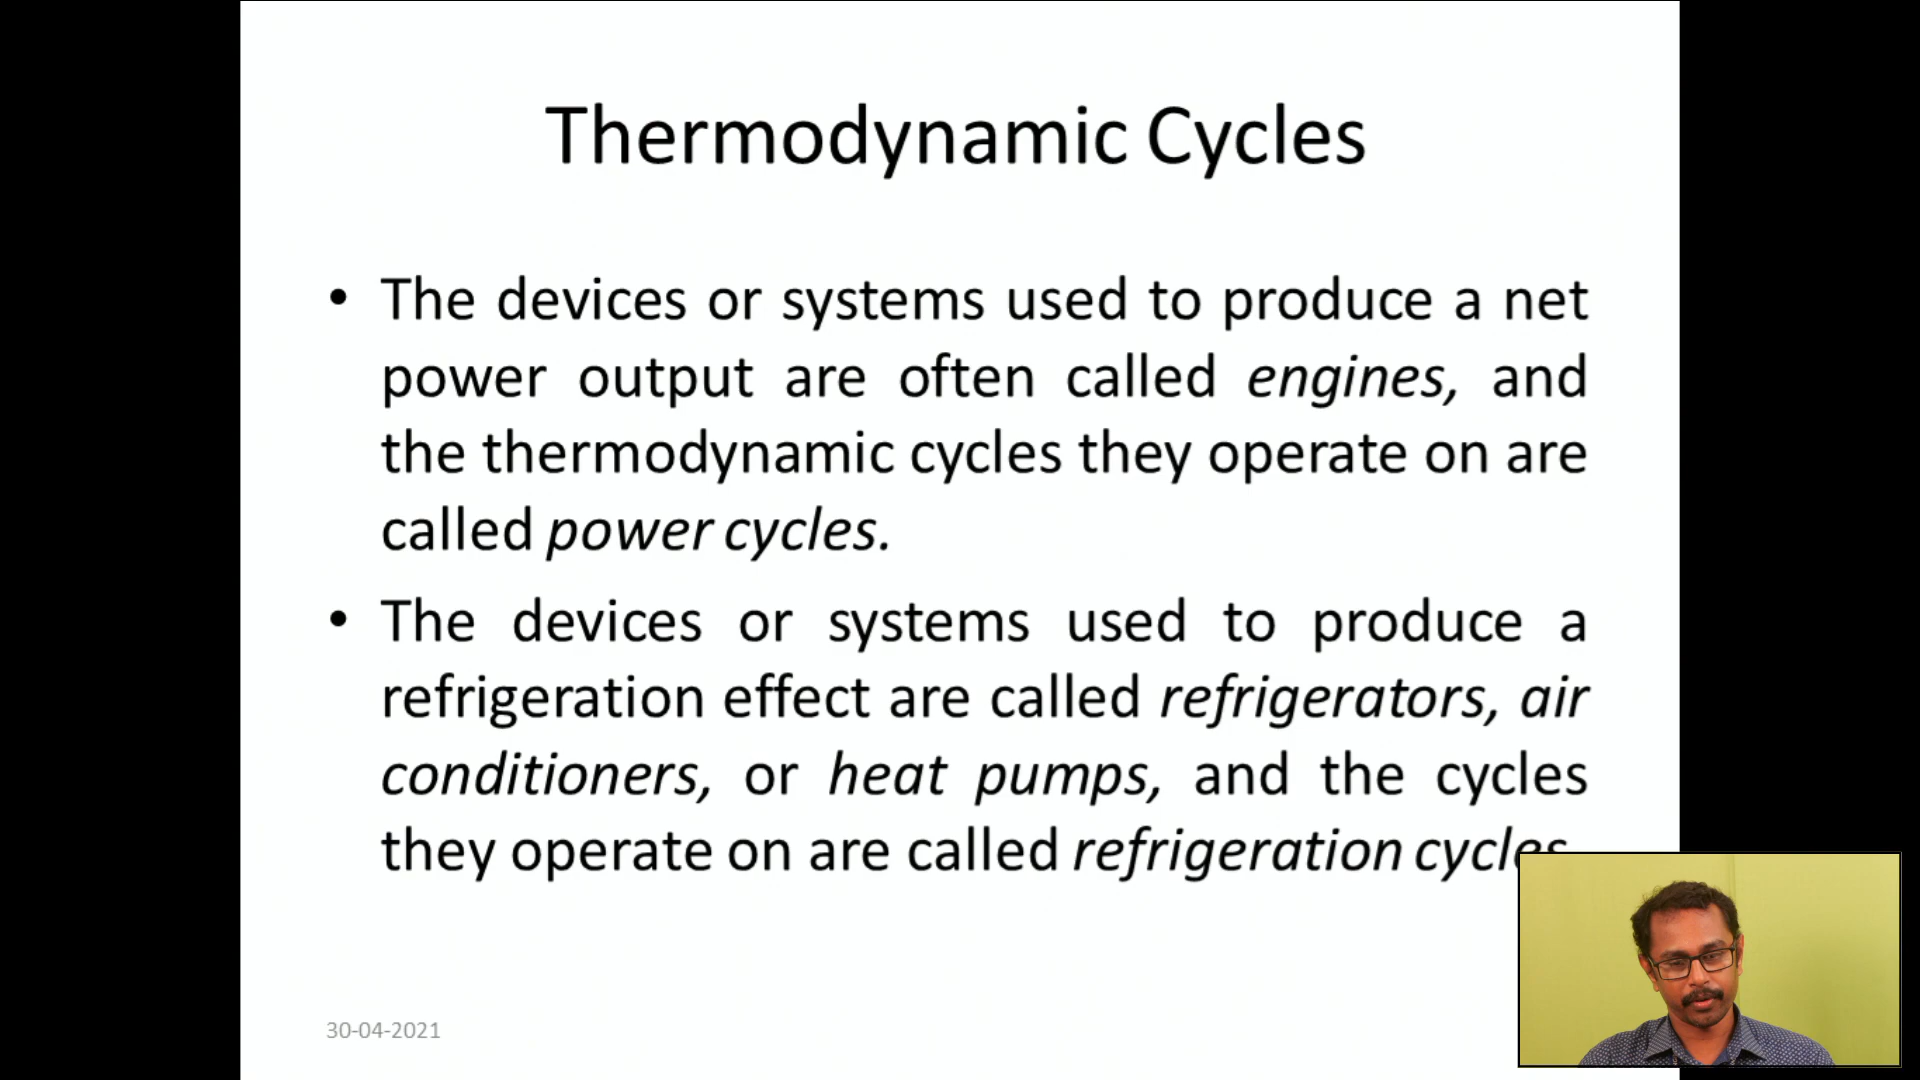 Thermodynamic Cycles
• The devices or systems used to produce a net
power output are often called engines, and
the thermodynamic cycles they operate on are
called power cycles.
• The devices or systems used to produce a
refrigeration effect are called refrigerators, air
conditioners, or heat pumps, and the cycles
they operate on are called refrigeration cycles.
30-04-2021